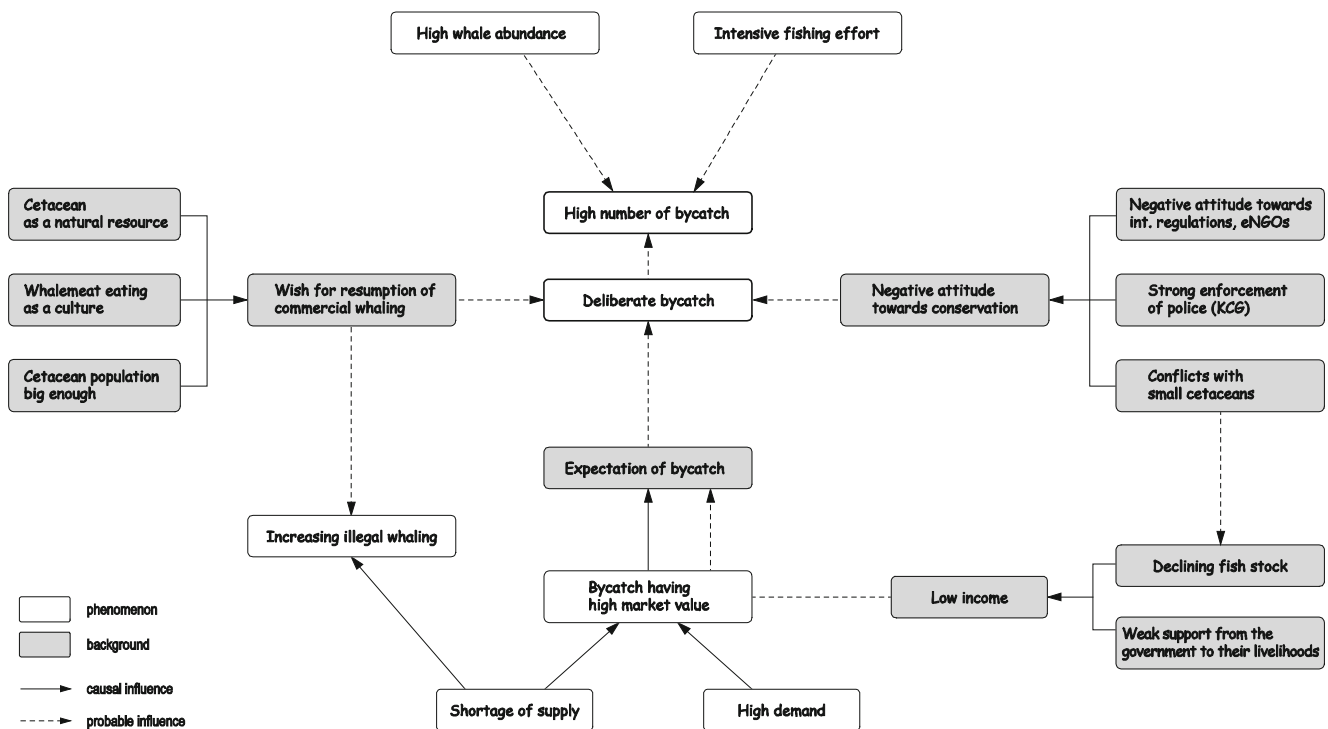 High whale abundance
Intensive fishing effort
Cetacean
as a natural resource
High number of bycatch
Negative attitude towards
int. regulations, eNGOs
Whalemeat eating
as a culture
Wish for resumption of
commercial whaling
Deliberate bycatch
Negative attitude
towards conservation
Strong enforcement
of police (KCG)
Cetacean population
big enough
Conflicts with
small cetaceans
Expectation of bycatch
Increasing illegal whaling
Bycatch having
high market value
Low income
Declining fish stock
Weak support from the
government to their livelihoods
phenomenon
background
causal influence
probable influence
Shortage of supply
High demand